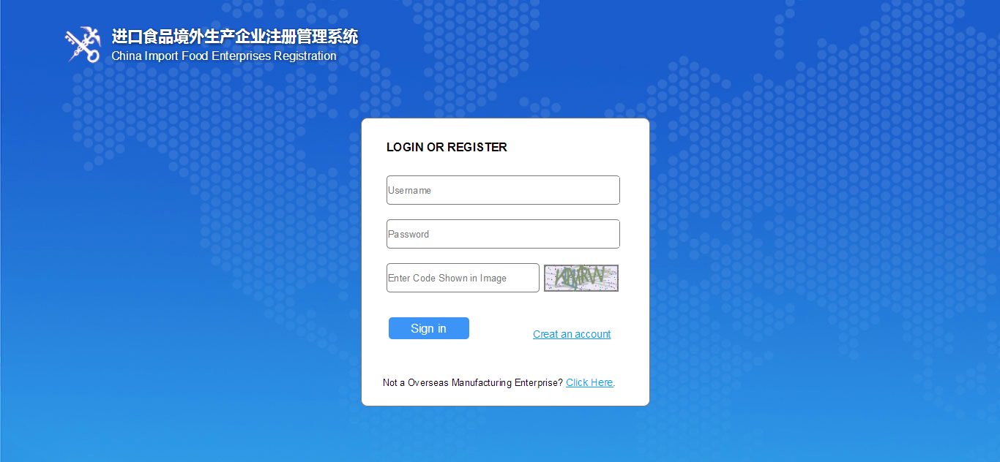 进口食品境外生产企业注册管理系统
China Import Food Enterprises Registration
LOGIN OR REGISTER
Username
Password
Enter Code Shown in Image
Sign in
Creat an account
Not a Overseas Manufacturing Enterprise? Click Here.